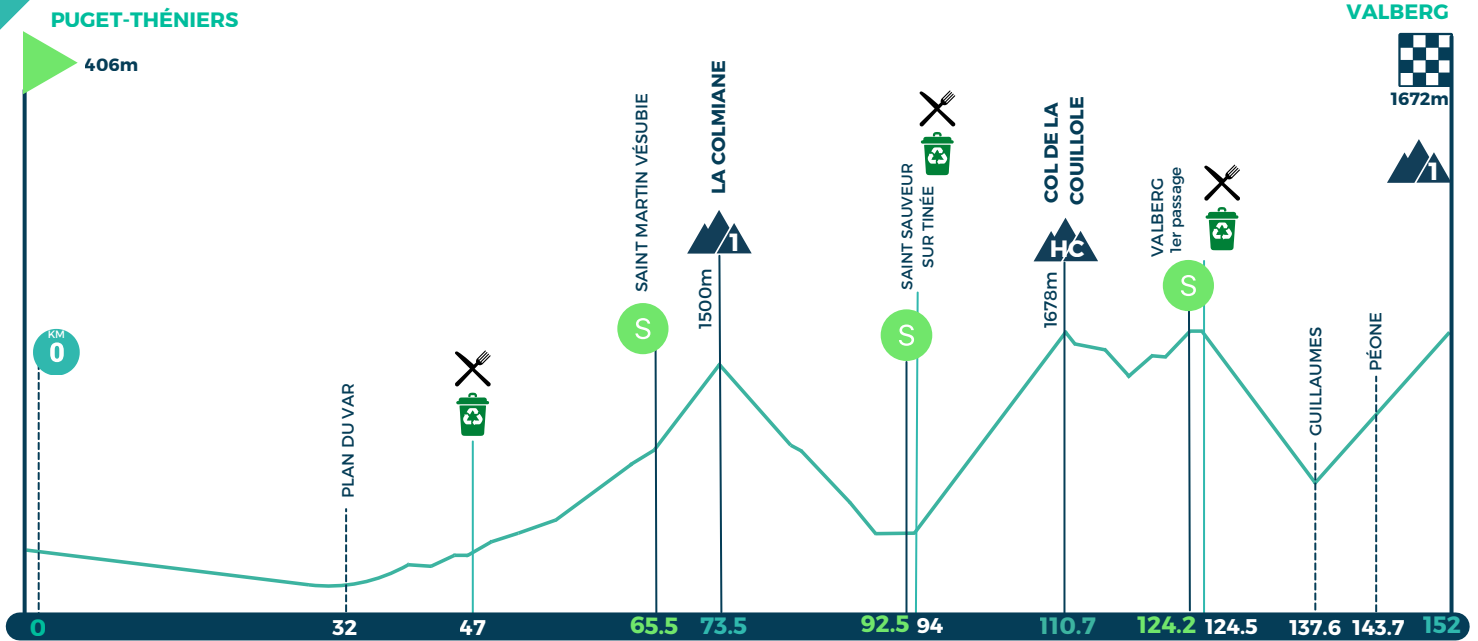 PUGET-THÉNIERS
VALBERG
406m
1672m
1
KM
0
PLAN DU VAR
SAINT MARTIN VÉSUBIE
S
LA COLMIANE
1
1500m
SAINT SAUVEUR
SUR TINÉE
S
COL DE LA
COUILLOLE
HC
1678m
VALBERG
1er passage
S
GUILLAUMES
PÉONE
0 32 47 65.5 73.5 92.5 94 110.7 124.2 124.5 137.6 143.7 152